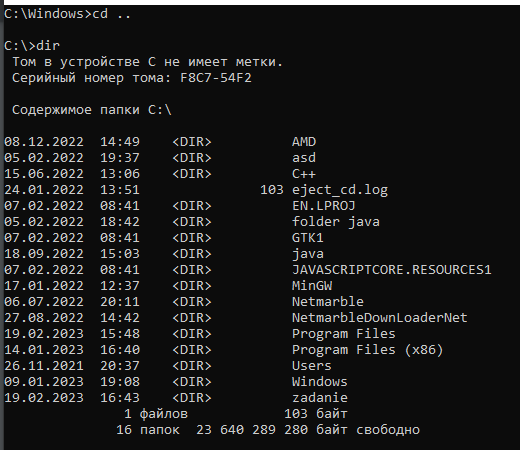 C:\Windows>cd ..
C:\>dir
Том в устройстве C не имеет метки.
Серийный номер тома: F8C7-54F2
Содержимое папки C:\
08.12.2022  14:49    <DIR>          AMD
05.02.2022  19:37    <DIR>          asd
15.06.2022  13:06    <DIR>          C++
24.01.2022  13:51               103 eject_cd.log
07.02.2022  08:41    <DIR>          EN.LPROJ
05.02.2022  18:42    <DIR>          folder java
07.02.2022  08:41    <DIR>          GTK1
18.09.2022  15:03    <DIR>          java
07.02.2022  08:41    <DIR>          JAVASCRIPTCORE.RESOURCES1
17.01.2022  12:37    <DIR>          MinGW
06.07.2022  20:11    <DIR>          Netmarble
27.08.2022  14:42    <DIR>          NetmarbleDownLoaderNet
19.02.2023  15:48    <DIR>          Program Files
14.01.2023  16:40    <DIR>          Program Files (x86)
26.11.2021  20:37    <DIR>          Users
09.01.2023  19:08    <DIR>          Windows
19.02.2023  16:43    <DIR>          zadanie
1 файлов            103 байт
16 папок  23 640 289 280 байт свободно